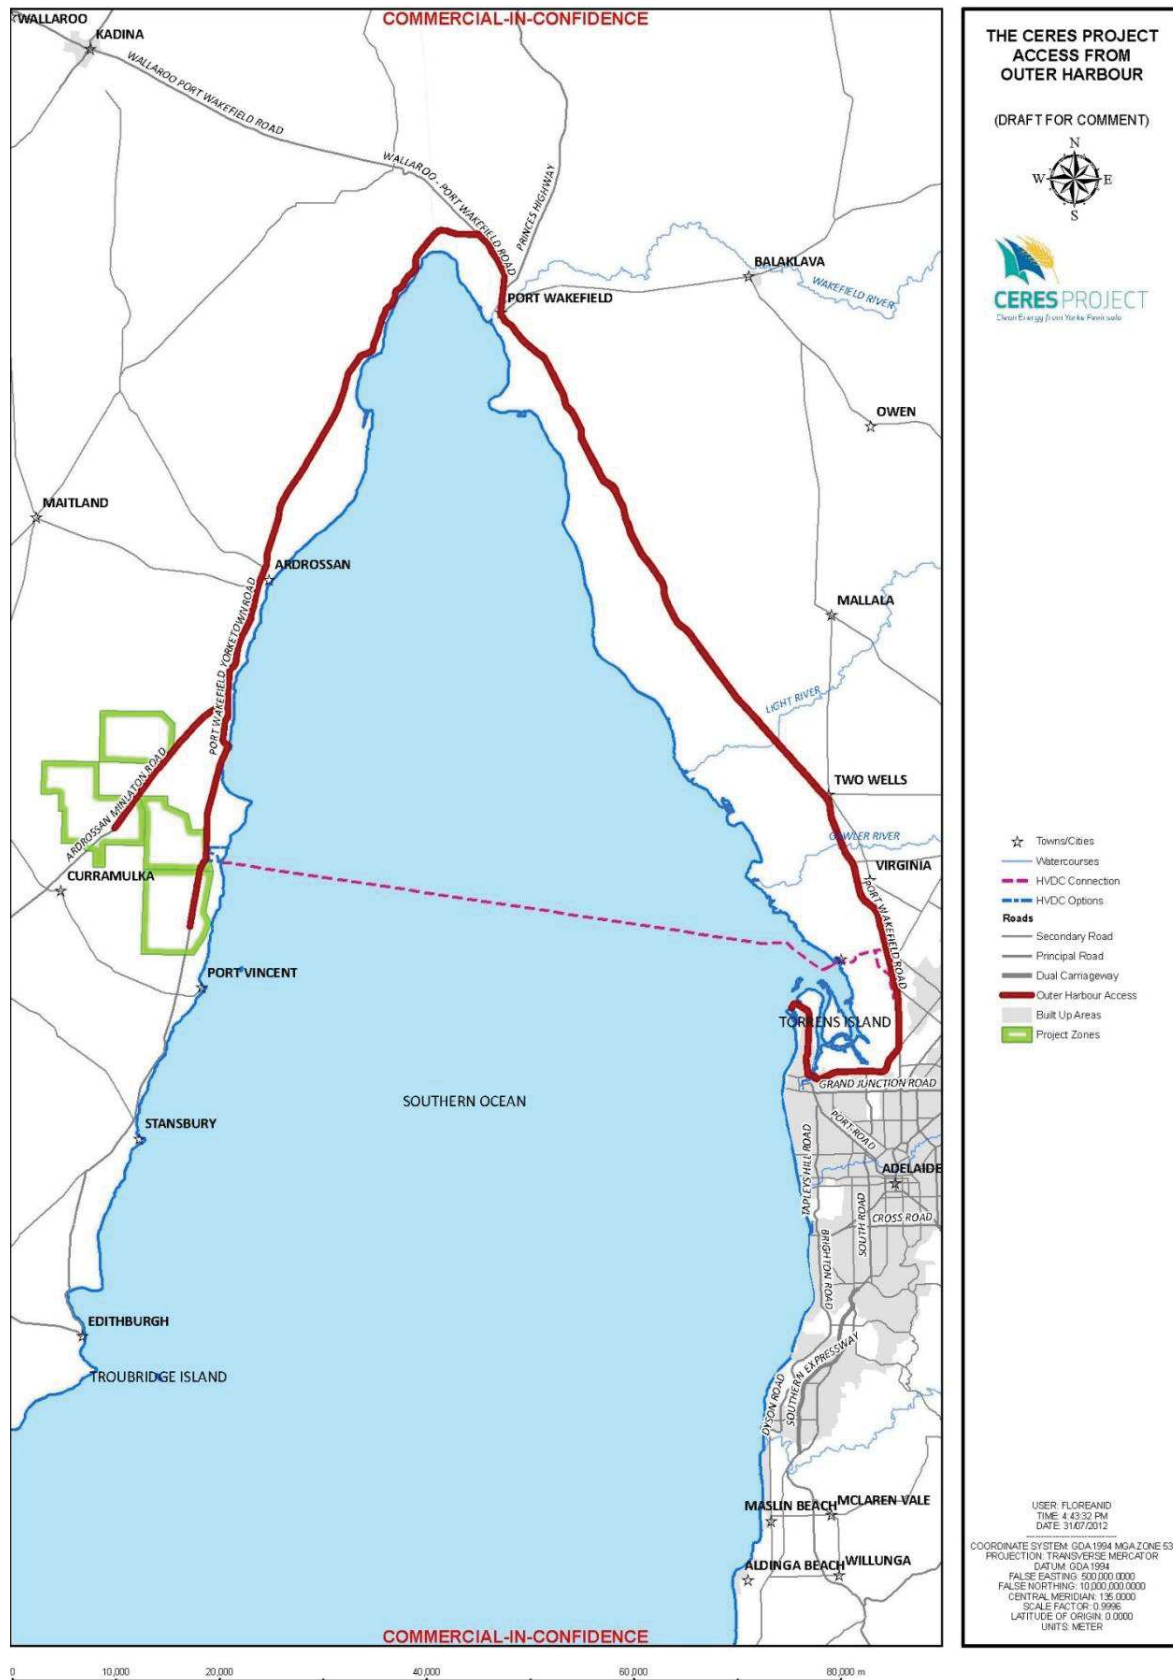 COMMERCIAL-IN-CONFIDENCE
WALLAROO
KADINA
WALLAROO PORT WAKEFIELD ROAD
WALLAROO - PORT WAKEFIELD ROAD
PRINCES HIGHWAY
BALAKLAVA
WAKEFIELD RIVER
PORT WAKEFIELD
OWEN
MAITLAND
ARDROSSAN
PORT WAKEFIELD YORKETOWN ROAD
MALLALA
LIGHT RIVER
ARDROSSAN MINLATON ROAD
TWO WELLS
GAWLER RIVER
VIRGINIA
CURRAMULKA
PORT WAKEFIELD ROAD
PORT VINCENT
TORRENS ISLAND
GRAND JUNCTION ROAD
SOUTHERN OCEAN
STANSBURY
PORT ROAD
TAPLEYS HILL ROAD
ADELAIDE
SOUTH ROAD
CROSS ROAD
BRIGHTON ROAD
EDITHBURGH
TROUBRIDGE ISLAND
SOUTHERN EXPRESSWAY
DYSON ROAD
MASLIN BEACH
MCLAREN VALE
ALDINGA BEACH
WILLUNGA
COMMERCIAL-IN-CONFIDENCE
0 10,000 20,000 40,000 60,000 80,000 m
THE CERES PROJECT
ACCESS FROM
OUTER HARBOUR
(DRAFT FOR COMMENT)
N
W E
S
CERES PROJECT
Clean Energy from Yorke Peninsula
Towns/Cities
Watercourses
HVDC Connection
HVDC Options
Roads
Secondary Road
Principal Road
Dual Carriageway
Outer Harbour Access
Built Up Areas
Project Zones
USER: FLOREANID
TIME: 4:43:32 PM
DATE: 31/07/2012
COORDINATE SYSTEM: GDA 1994 MGA ZONE 53
PROJECTION: TRANSVERSE MERCATOR
DATUM: GDA 1994
FALSE EASTING: 500,000.0000
FALSE NORTHING: 10,000,000.0000
CENTRAL MERIDIAN: 135.0000
SCALE FACTOR: 0.9996
LATITUDE OF ORIGIN: 0.0000
UNITS: METER